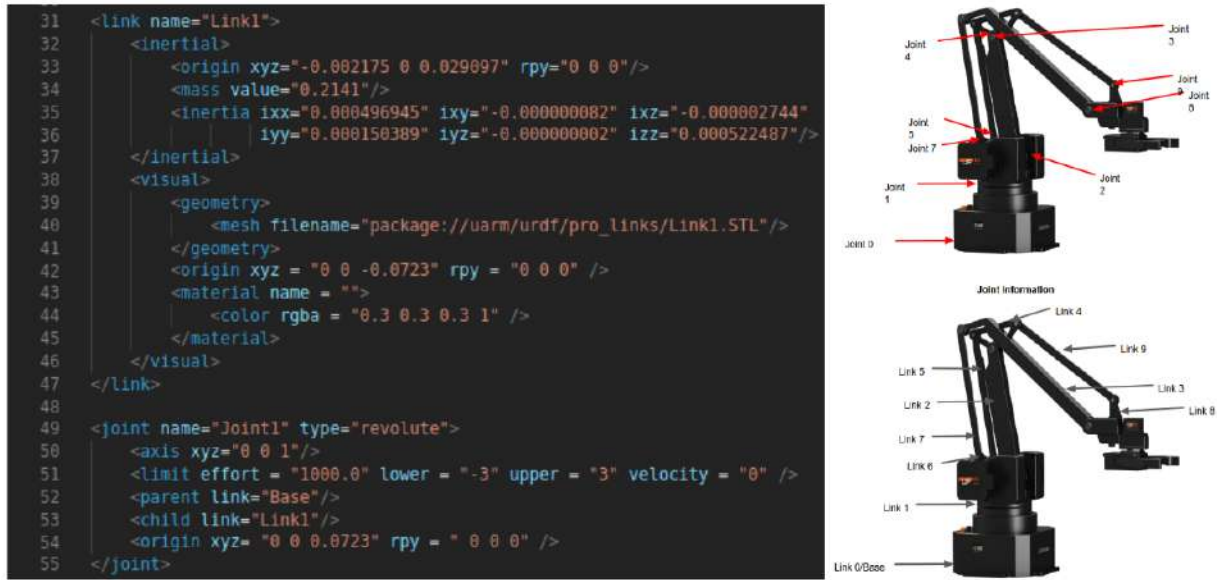 31 <link name="Link1">
32 <inertial>
33 <origin xyz="-0.002175 0 0.029097" rpy="0 0 0"/>
34 <mass value="0.2141"/>
35 <inertia ixx="0.000496945" ixy="-0.000000082" ixz="-0.000002744"
36 iyy="0.000150389" iyz="-0.000000002" izz="0.000522487"/>
37 </inertial>
38 <visual>
39 <geometry>
40 <mesh filename="package://uarm/urdf/pro_links/Link1.STL"/>
41 </geometry>
42 <origin xyz = "0 0 -0.0723" rpy = "0 0 0" />
43 <material name = "">
44 <color rgba = "0.3 0.3 0.3 1" />
45 </material>
46 </visual>
47 </link>
48
49 <joint name="Joint1" type="revolute">
50 <axis xyz="0 0 1"/>
51 <limit effort = "1000.0" lower = "-3" upper = "3" velocity = "0" />
52 <parent link="Base"/>
53 <child link="Link1"/>
54 <origin xyz= "0 0 0.0723" rpy = " 0 0 0" />
55 </joint>
Joint
3
Joint
4
Joint
9
Joint
8
Joint
5
Joint 7
Joint
2
Joint
1
Joint 0
Joint Information
Link 4
Link 9
Link 5
Link 3
Link 2
Link 8
Link 7
Link 6
Link 1
Link 0/Base